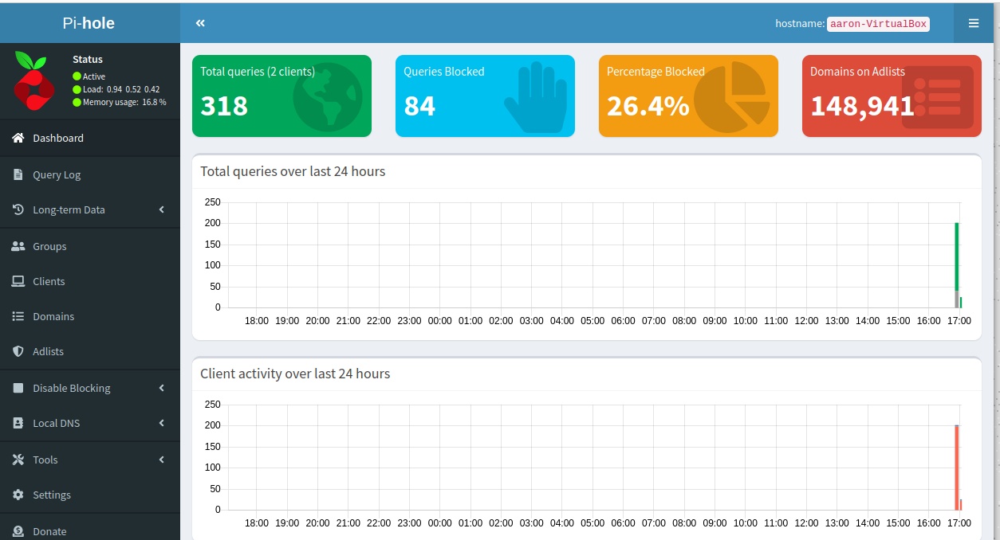 Pi-hole
hostname: aaron-VirtualBox
Status
Active
Load: 0.94 0.52 0.42
Memory usage: 16.8 %
Dashboard
Query Log
Long-term Data
Groups
Clients
Domains
Adlists
Disable Blocking
Local DNS
Tools
Settings
Donate
Total queries (2 clients)
318
Queries Blocked
84
Percentage Blocked
26.4%
Domains on Adlists
148,941
Total queries over last 24 hours
250
200
150
100
50
0
18:00 19:00 20:00 21:00 22:00 23:00 00:00 01:00 02:00 03:00 04:00 05:00 06:00 07:00 08:00 09:00 10:00 11:00 12:00 13:00 14:00 15:00 16:00 17:00
Client activity over last 24 hours
250
200
150
100
50
0
18:00 19:00 20:00 21:00 22:00 23:00 00:00 01:00 02:00 03:00 04:00 05:00 06:00 07:00 08:00 09:00 10:00 11:00 12:00 13:00 14:00 15:00 16:00 17:00